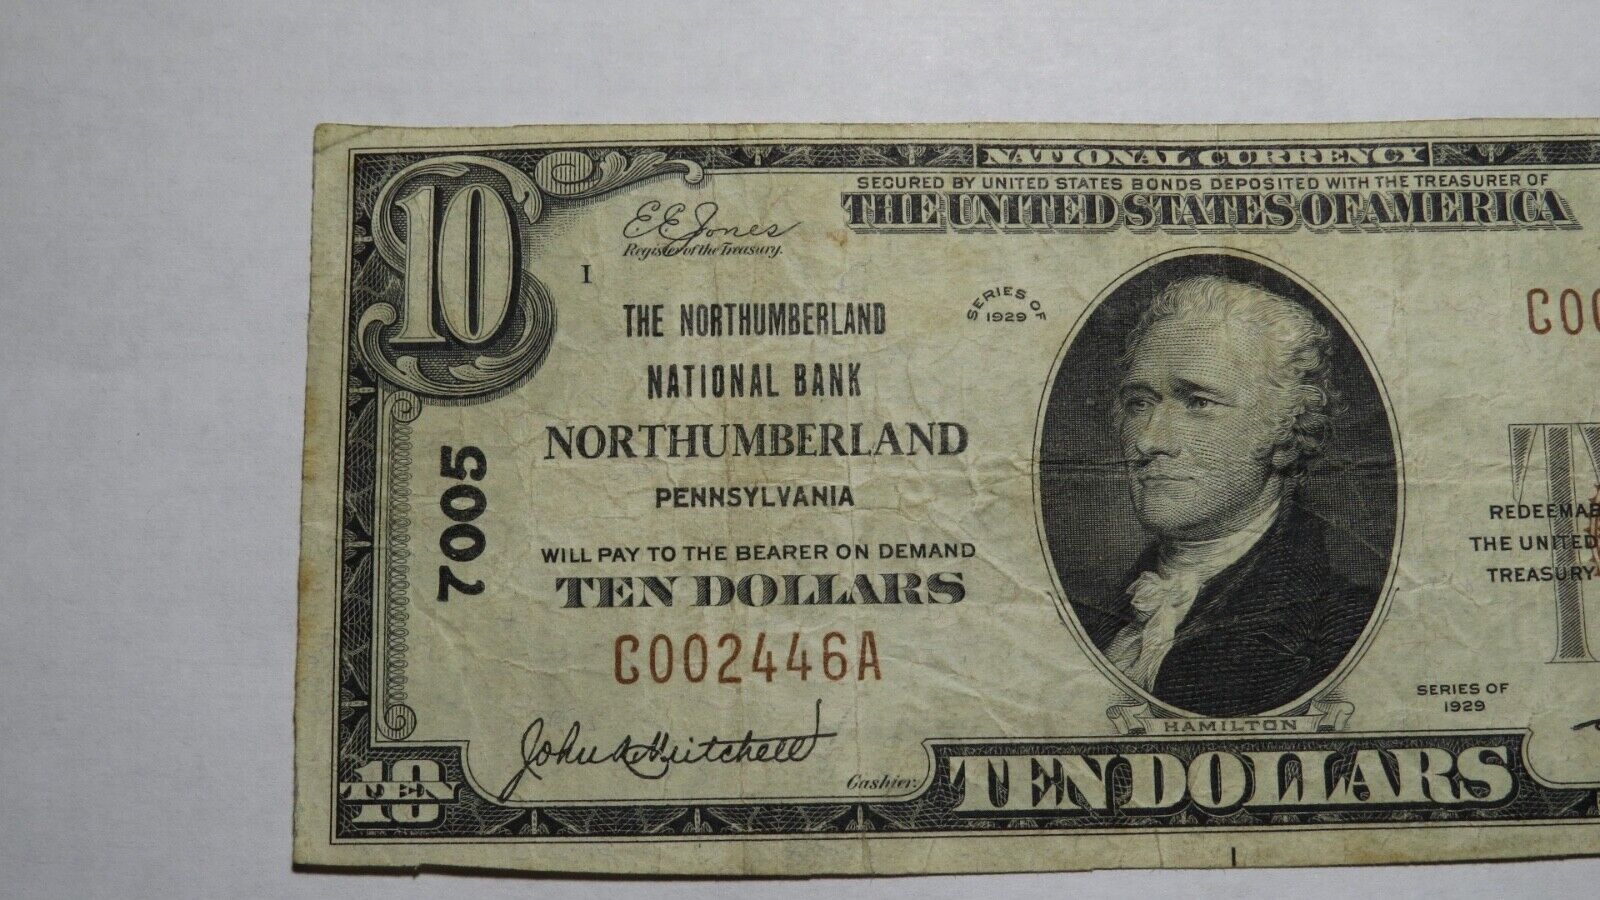 NATIONAL CURRENCY
SECURED BY UNITED STATES BONDS DEPOSITED WITH THE TREASURER OF
THE UNITED STATES OF AMERICA
10
E.E. Jones
Register of the Treasury.
I
SERIES OF
1929
THE NORTHUMBERLAND
NATIONAL BANK
NORTHUMBERLAND
PENNSYLVANIA
7005
WILL PAY TO THE BEARER ON DEMAND
TEN DOLLARS
C002446A
John A Mitchell
Cashier.
HAMILTON
C00
REDEEMAB
THE UNITED
TREASURY
SERIES OF
1929
10
TEN
TEN DOLLARS
I